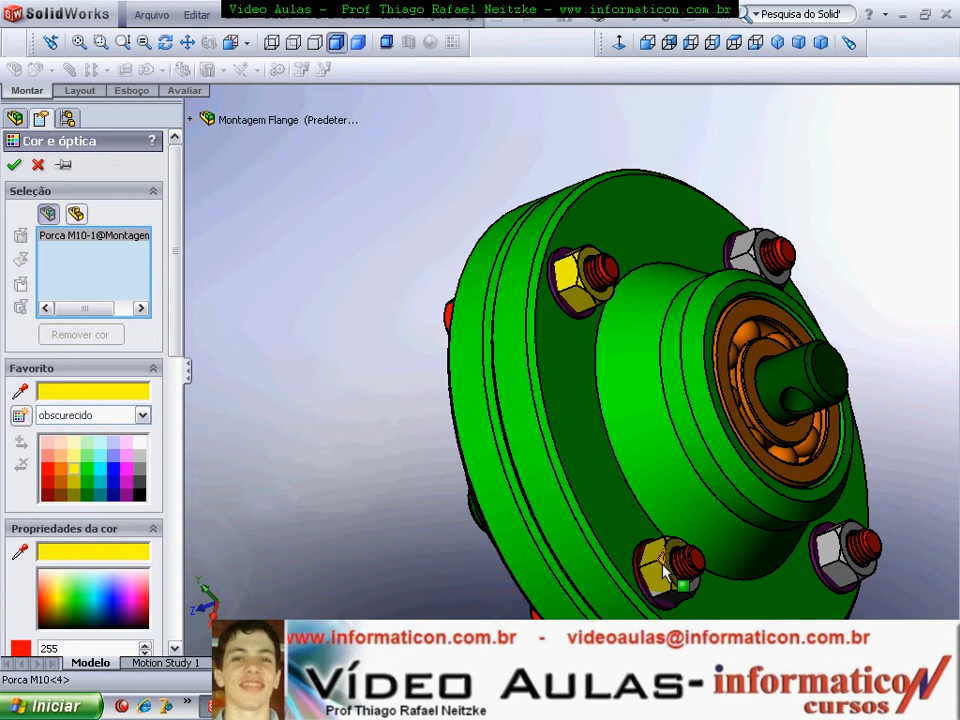 Video Aulas - Prof Thiago Rafael Neitzke - www.informaticon.com.br
SolidWorks
Arquivo
Editar
Pesquisa do Solid'
?
Montar
Layout
Esboço
Avaliar
Cor e óptica
?
Montagem Flange (Predeter...
Seleção
Porca M10-1@Montagen
Remover cor
Favorito
obscurecido
Propriedades da cor
255
Y
Z
Modelo
Motion Study 1
Porca M10<4>
Iniciar
www.informaticon.com.br - videoaulas@informaticon.com.br
Vídeo Aulas- informaticon
Prof Thiago Rafael Neitzke
cursos